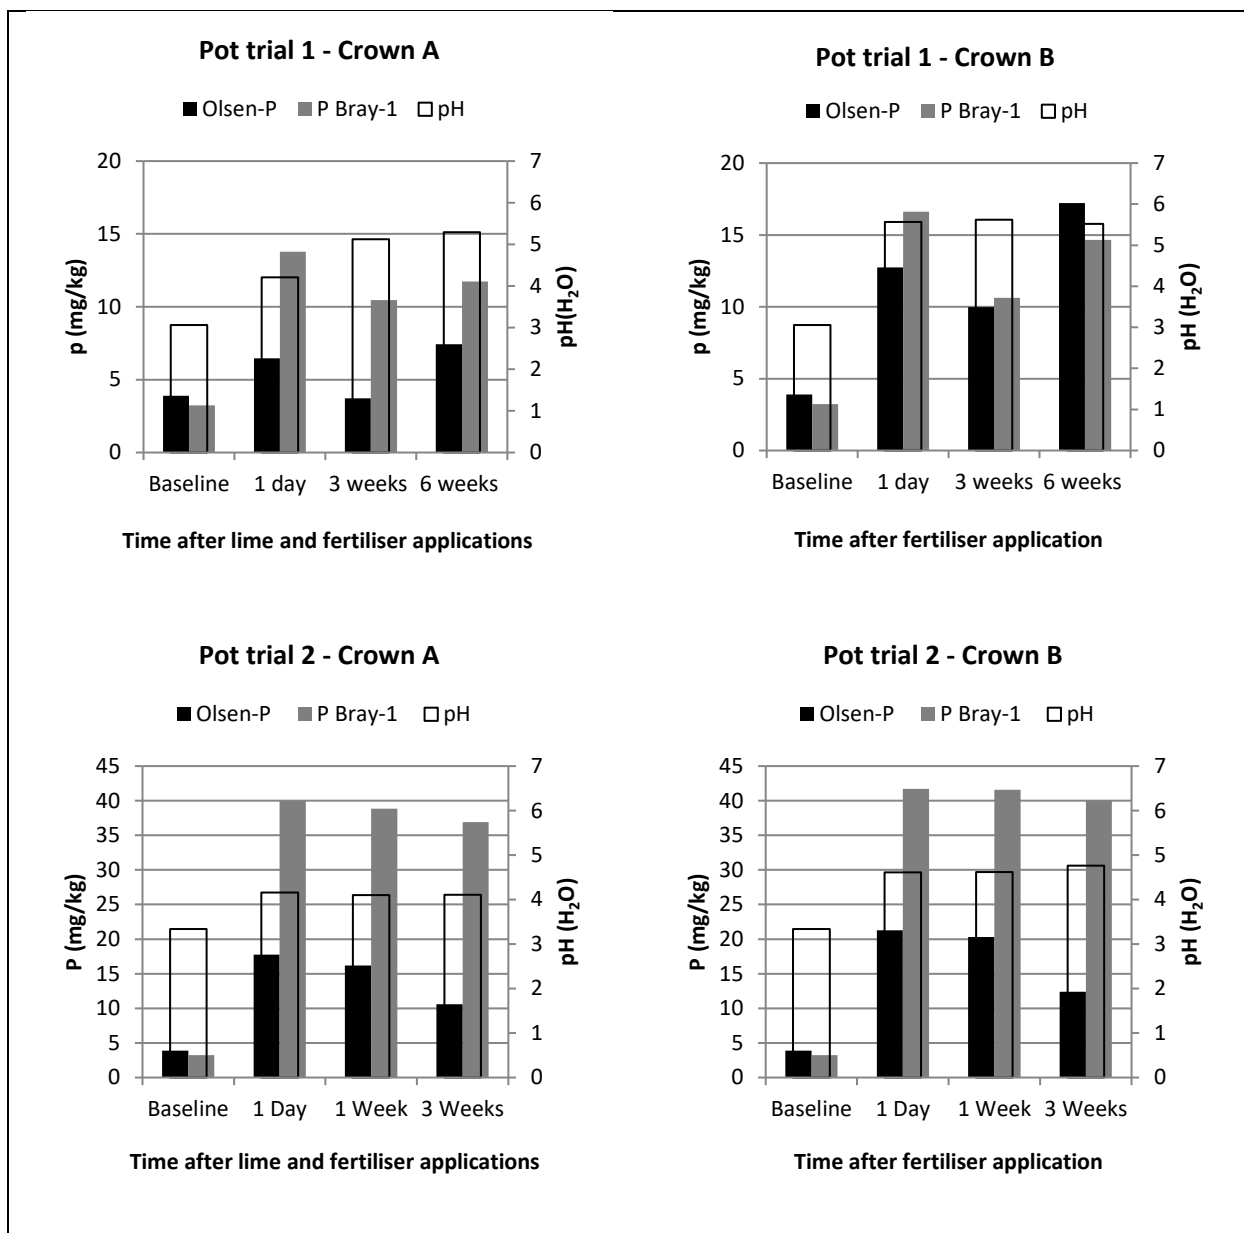 Pot trial 1 - Crown A
Olsen-P P Bray-1 pH
20
15
10
5
0
p (mg/kg)
7
6
5
4
3
2
1
0
pH(H₂O)
Baseline 1 day 3 weeks 6 weeks
Time after lime and fertiliser applications
Pot trial 1 - Crown B
Olsen-P P Bray-1 pH
20
15
10
5
0
p (mg/kg)
7
6
5
4
3
2
1
0
pH (H₂O)
Baseline 1 day 3 weeks 6 weeks
Time after fertiliser application
Pot trial 2 - Crown A
Olsen-P P Bray-1 pH
45
40
35
30
25
20
15
10
5
0
P (mg/kg)
7
6
5
4
3
2
1
0
pH (H₂O)
Baseline 1 Day 1 Week 3 Weeks
Time after lime and fertiliser applications
Pot trial 2 - Crown B
Olsen-P P Bray-1 pH
45
40
35
30
25
20
15
10
5
0
P (mg/kg)
7
6
5
4
3
2
1
0
pH (H₂O)
Baseline 1 Day 1 Week 3 Weeks
Time after fertiliser application